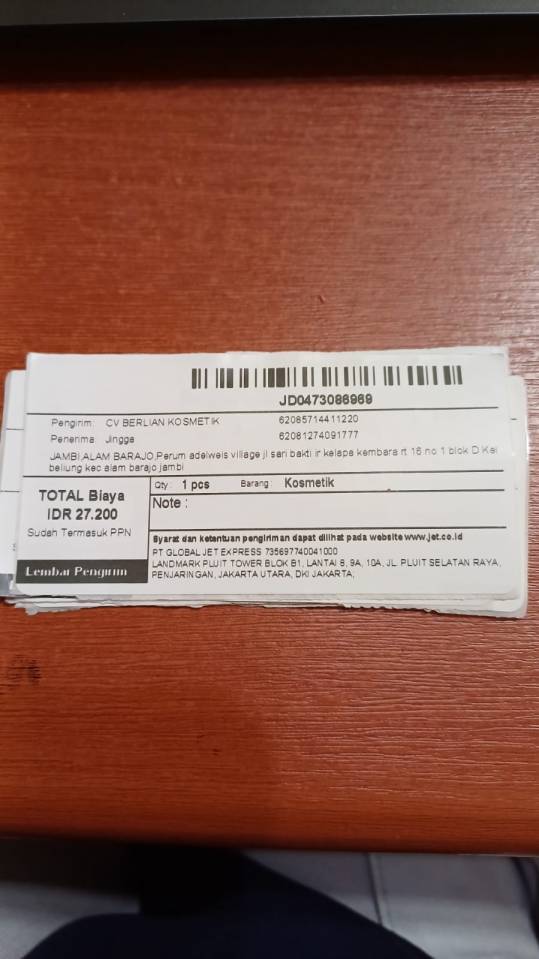 JD0473086969
Pengirim: CV BERLIAN KOSMETIK 62085714411220
Penerima Jingga 62081274091777
JAMBI,ALAM BARAJO,Perum adelweis village jl sari bakti ir kelapa kembara rt 16 no 1 blok D Kel
beliung kec alam barajo jambi
TOTAL Biaya
IDR 27.200
Sudah Termasuk PPN
Lembar Pengirim
Qty: 1 pcs Barang: Kosmetik
Note :
Syarat dan ketentuan pengiriman dapat dilihat pada website www.jet.co.id
PT GLOBAL JET EXPRESS 735697740041000
LANDMARK PLUIT TOWER BLOK B1, LANTAI 8, 9A, 10A, JL. PLUIT SELATAN RAYA,
PENJARINGAN, JAKARTA UTARA, DKI JAKARTA,